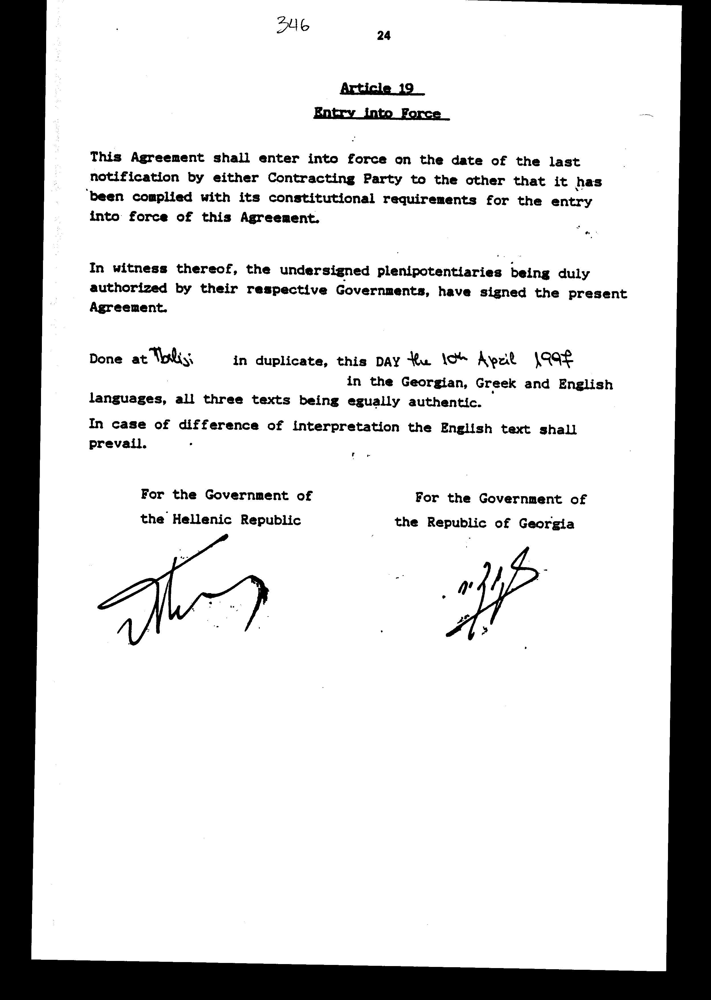 346
24
Article 19
Entry into Force
This Agreement shall enter into force on the date of the last
notification by either Contracting Party to the other that it has
been complied with its constitutional requirements for the entry
into force of this Agreement.
In witness thereof, the undersigned plenipotentiaries being duly
authorized by their respective Governments, have signed the present
Agreement.
Done at Tbilisi in duplicate, this DAY the 10th April 1997
in the Georgian, Greek and English
languages, all three texts being egually authentic.
In case of difference of interpretation the English text shall
prevail.
For the Government of For the Government of
the Hellenic Republic the Republic of Georgia